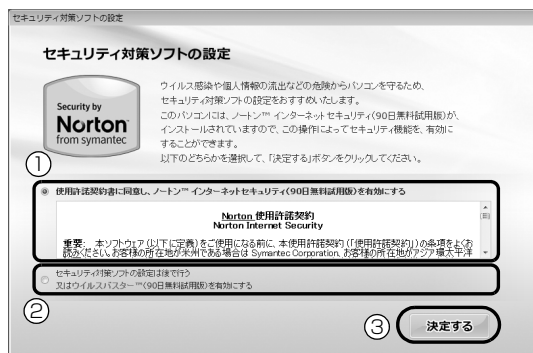 セキュリティ対策ソフトの設定
セキュリティ対策ソフトの設定
Security by
Norton
from symantec
ウイルス感染や個人情報の流出などの危険からパソコンを守るため、
セキュリティ対策ソフトの設定をおすすめいたします。
このパソコンには、ノートン™ インターネットセキュリティ(90日無料試用版)が、
インストールされていますので、この操作によってセキュリティ機能を、有効に
することができます。
以下のどちらかを選択して、「決定する」ボタンをクリックしてください。
①
使用許諾契約書に同意し、ノートン™ インターネットセキュリティ(90日無料試用版)を有効にする
Norton 使用許諾契約
Norton Internet Security
重要: 本ソフトウェア(以下に定義)をご使用になる前に、本使用許諾契約(「使用許諾契約」)の条項をよくお
読みください。お客様の所在地が米州である場合は Symantec Corporation、お客様の所在地がアジア環太平洋
セキュリティ対策ソフトの設定は後で行う
又はウイルスバスター™(90日無料試用版)を有効にする
②
③
決定する